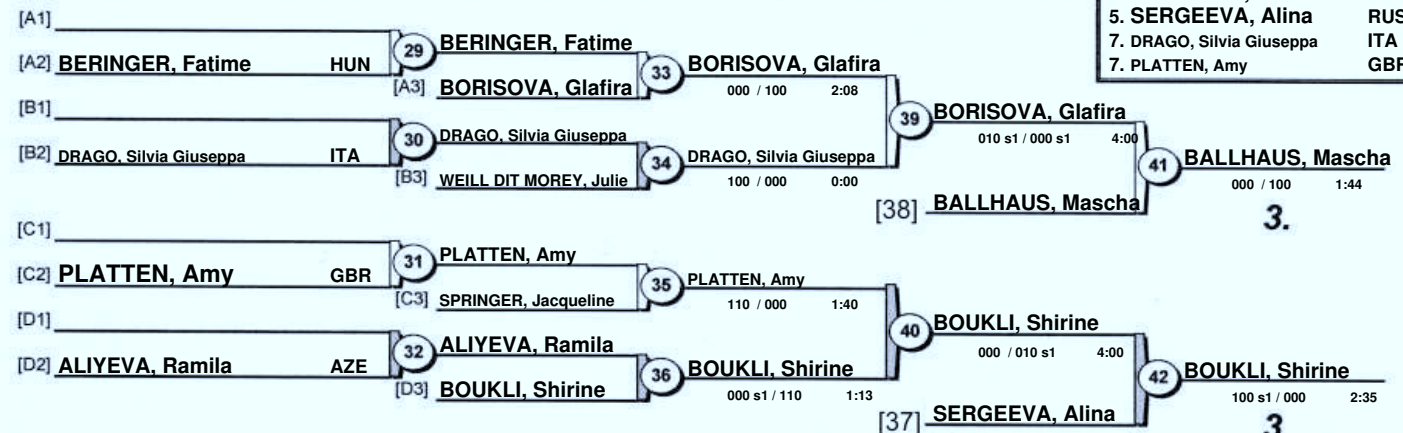 5. SERGEEVA, Alina RUS
7. DRAGO, Silvia Giuseppa ITA
7. PLATTEN, Amy GBR
[A1]
[A2] BERINGER, Fatime HUN
29
BERINGER, Fatime
[A3] BORISOVA, Glafira
33
BORISOVA, Glafira
000 / 100 2:08
[B1]
[B2] DRAGO, Silvia Giuseppa ITA
30
DRAGO, Silvia Giuseppa
[B3] WEILL DIT MOREY, Julie
34
DRAGO, Silvia Giuseppa
100 / 000 0:00
39
BORISOVA, Glafira
010 s1 / 000 s1 4:00
[38] BALLHAUS, Mascha
41
BALLHAUS, Mascha
000 / 100 1:44
3.
[C1]
[C2] PLATTEN, Amy GBR
31
PLATTEN, Amy
[C3] SPRINGER, Jacqueline
35
PLATTEN, Amy
110 / 000 1:40
[D1]
[D2] ALIYEVA, Ramila AZE
32
ALIYEVA, Ramila
[D3] BOUKLI, Shirine
36
BOUKLI, Shirine
000 s1 / 110 1:13
40
BOUKLI, Shirine
000 / 010 s1 4:00
[37] SERGEEVA, Alina
42
BOUKLI, Shirine
100 s1 / 000 2:35
3